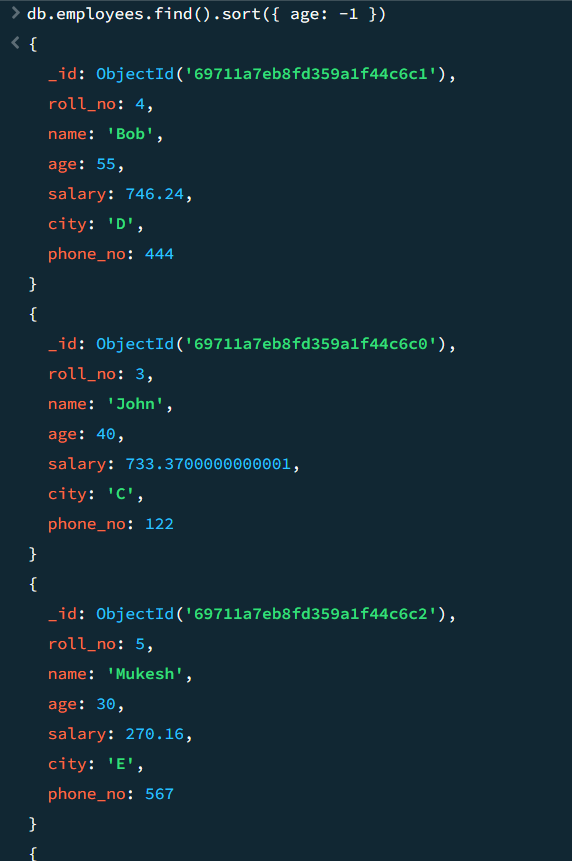 > db.employees.find().sort({ age: -1 })
< {
_id: ObjectId('69711a7eb8fd359a1f44c6c1'),
roll_no: 4,
name: 'Bob',
age: 55,
salary: 746.24,
city: 'D',
phone_no: 444
}
{
_id: ObjectId('69711a7eb8fd359a1f44c6c0'),
roll_no: 3,
name: 'John',
age: 40,
salary: 733.3700000000001,
city: 'C',
phone_no: 122
}
{
_id: ObjectId('69711a7eb8fd359a1f44c6c2'),
roll_no: 5,
name: 'Mukesh',
age: 30,
salary: 270.16,
city: 'E',
phone_no: 567
}
{